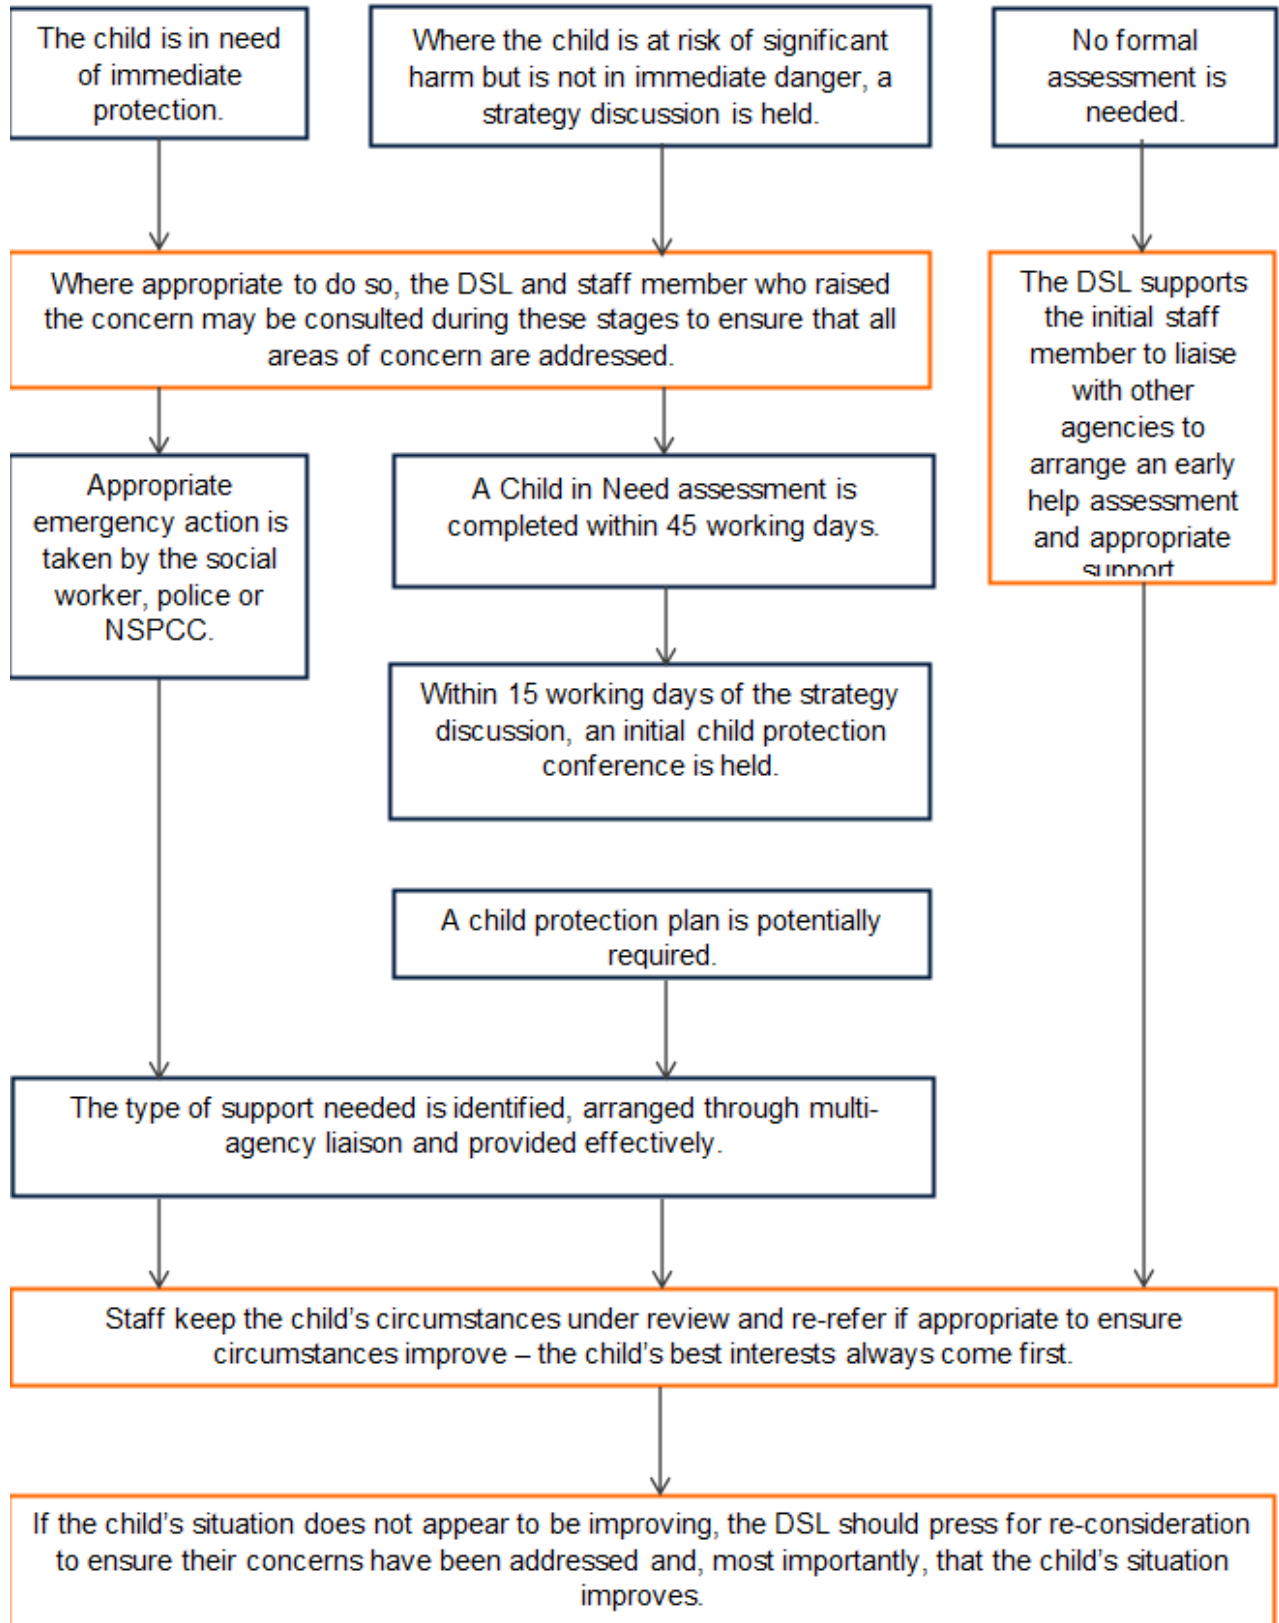 The child is in need
of immediate
protection.
Where the child is at risk of significant
harm but is not in immediate danger, a
strategy discussion is held.
No formal
assessment is
needed.
Where appropriate to do so, the DSL and staff member who raised
the concern may be consulted during these stages to ensure that all
areas of concern are addressed.
The DSL supports
the initial staff
member to liaise
with other
agencies to
arrange an early
help assessment
and appropriate
support
Appropriate
emergency action is
taken by the social
worker, police or
NSPCC.
A Child in Need assessment is
completed within 45 working days.
Within 15 working days of the strategy
discussion, an initial child protection
conference is held.
A child protection plan is potentially
required.
The type of support needed is identified, arranged through multi-
agency liaison and provided effectively.
Staff keep the child’s circumstances under review and re-refer if appropriate to ensure
circumstances improve – the child’s best interests always come first.
If the child’s situation does not appear to be improving, the DSL should press for re-consideration
to ensure their concerns have been addressed and, most importantly, that the child’s situation
improves.